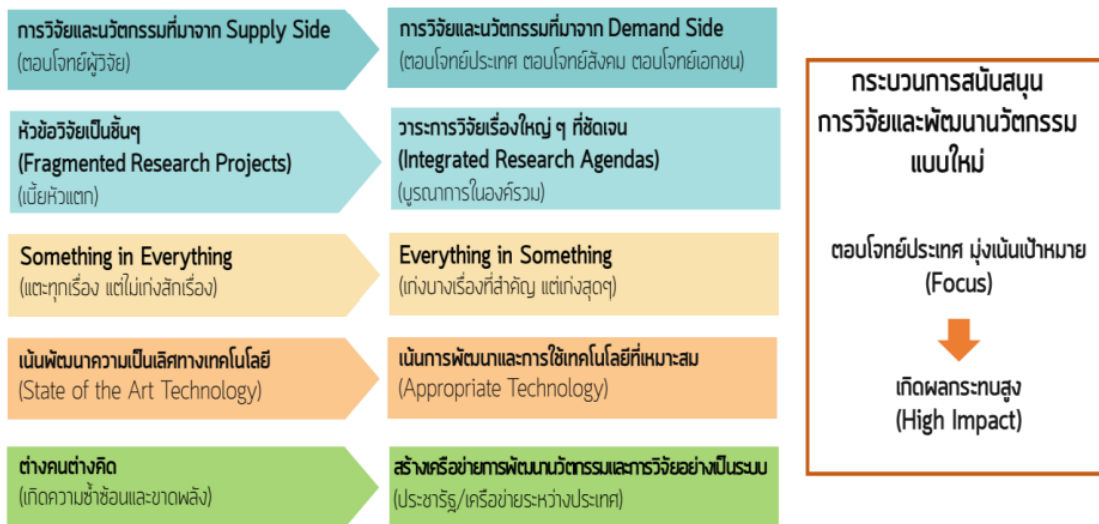 การวิจัยและนวัตกรรมที่มาจาก Supply Side
(ตอบโจทย์ผู้วิจัย)
การวิจัยและนวัตกรรมที่มาจาก Demand Side
(ตอบโจทย์ประเทศ ตอบโจทย์สังคม ตอบโจทย์เอกชน)
หัวข้อวิจัยเป็นชิ้นๆ
(Fragmented Research Projects)
(เบี้ยหัวแตก)
วาระการวิจัยเรื่องใหญ่ ๆ ที่ชัดเจน
(Integrated Research Agendas)
(บูรณาการในองค์รวม)
Something in Everything
(แตะทุกเรื่อง แต่ไม่เก่งสักเรื่อง)
Everything in Something
(เก่งบางเรื่องที่สำคัญ แต่เก่งสุดๆ)
เน้นพัฒนาความเป็นเลิศทางเทคโนโลยี
(State of the Art Technology)
เน้นการพัฒนาและการใช้เทคโนโลยีที่เหมาะสม
(Appropriate Technology)
ต่างคนต่างคิด
(เกิดความซ้ำซ้อนและขาดพลัง)
สร้างเครือข่ายการพัฒนานวัตกรรมและการวิจัยอย่างเป็นระบบ
(ประชารัฐ/เครือข่ายระหว่างประเทศ)
กระบวนการสนับสนุน
การวิจัยและพัฒนานวัตกรรม
แบบใหม่
ตอบโจทย์ประเทศ มุ่งเน้นเป้าหมาย
(Focus)
เกิดผลกระทบสูง
(High Impact)